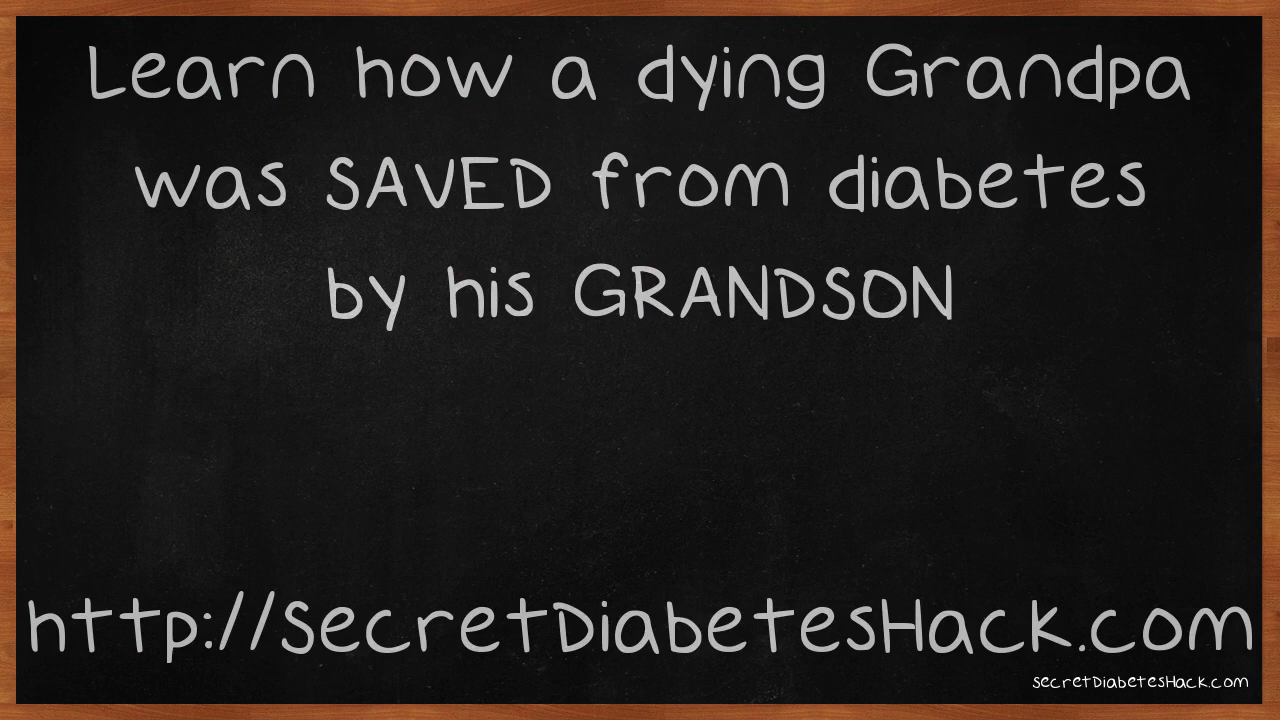 Learn how a dying Grandpa
was SAVED from diabetes
by his GRANDSON
http://SecretDiabetesHack.com
SecretDiabetesHack.com